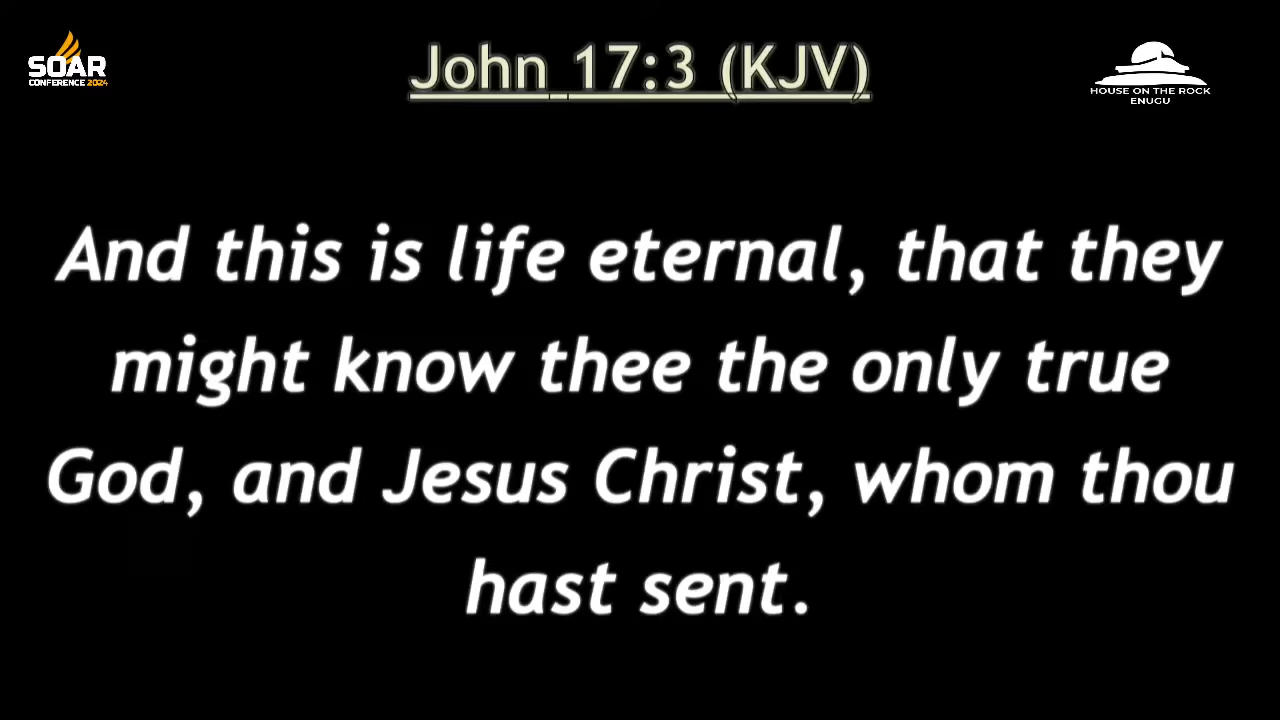 SOAR
CONFERENCE 2024
John 17:3 (KJV)
HOUSE ON THE ROCK
ENUGU
And this is life eternal, that they
might know thee the only true
God, and Jesus Christ, whom thou
hast sent.